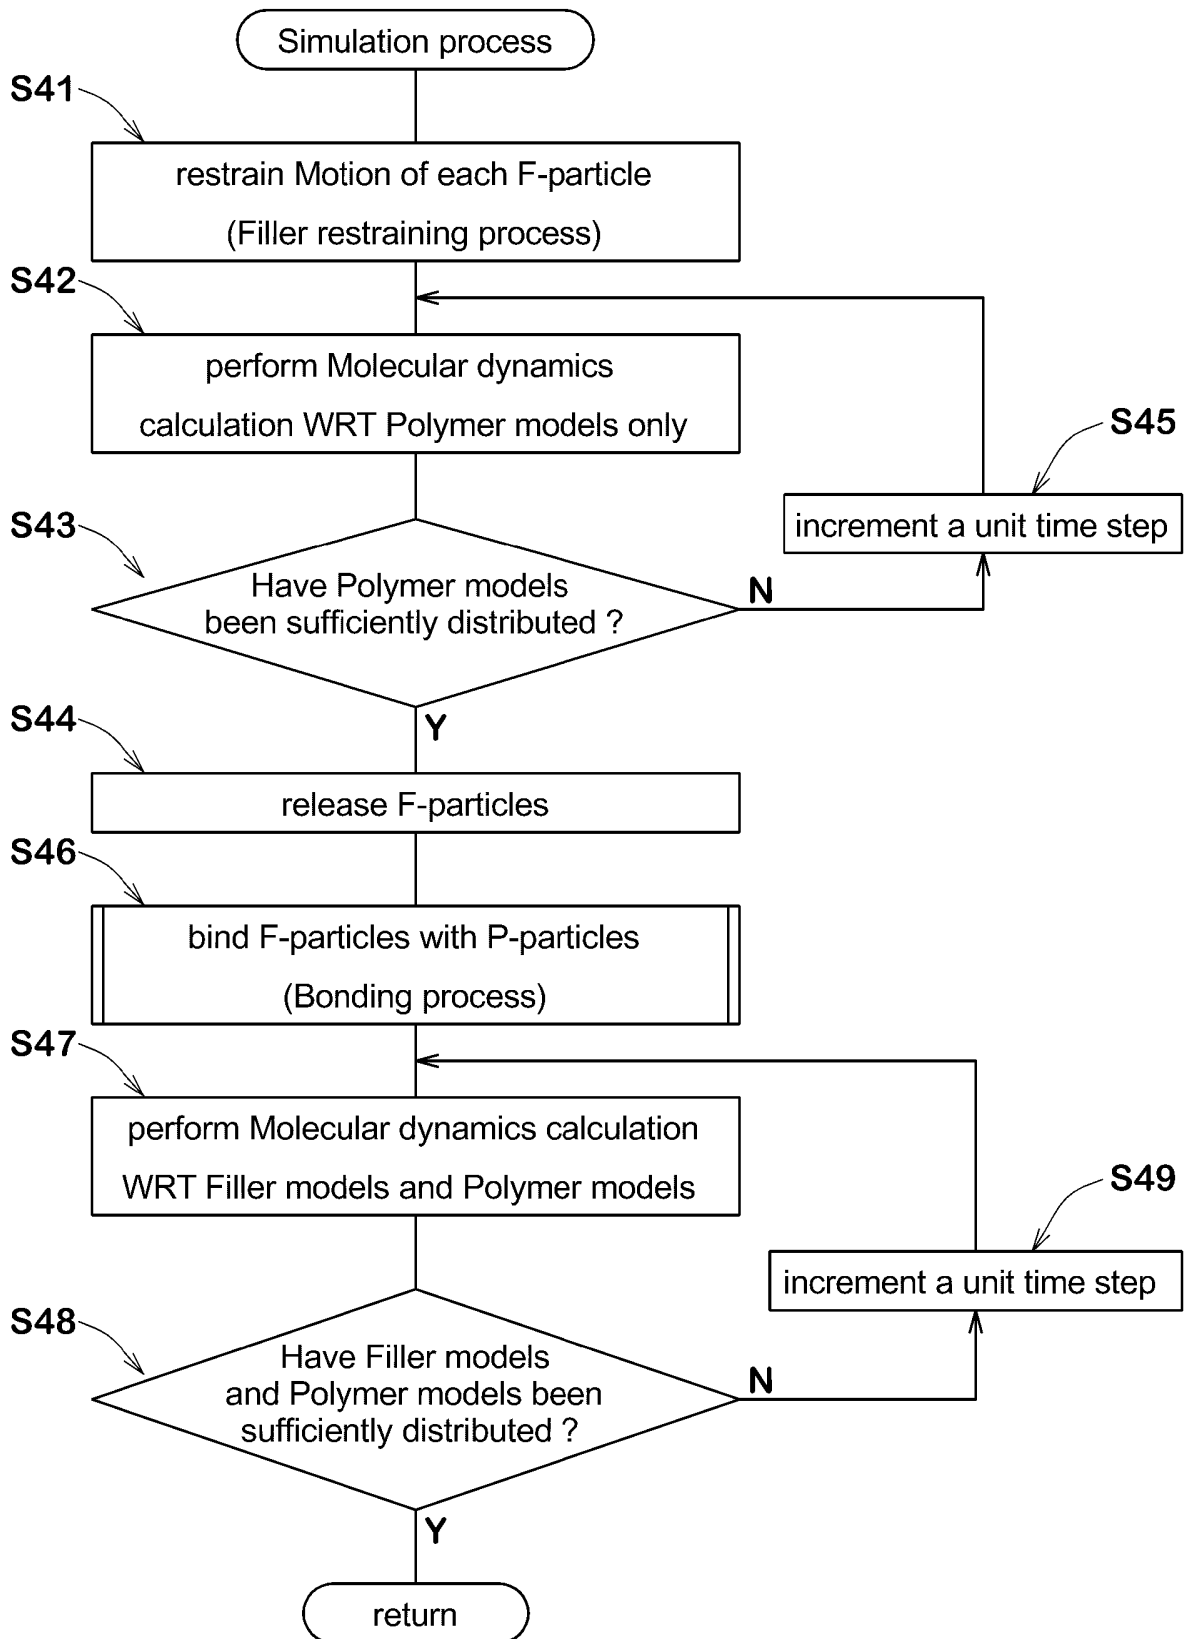 Simulation process
S41
restrain Motion of each F-particle
(Filler restraining process)
S42
perform Molecular dynamics
calculation WRT Polymer models only
S45
increment a unit time step
S43
Have Polymer models
been sufficiently distributed ?
N
Y
S44
release F-particles
S46
bind F-particles with P-particles
(Bonding process)
S47
perform Molecular dynamics calculation
WRT Filler models and Polymer models
S49
increment a unit time step
S48
Have Filler models
and Polymer models been
sufficiently distributed ?
N
Y
return